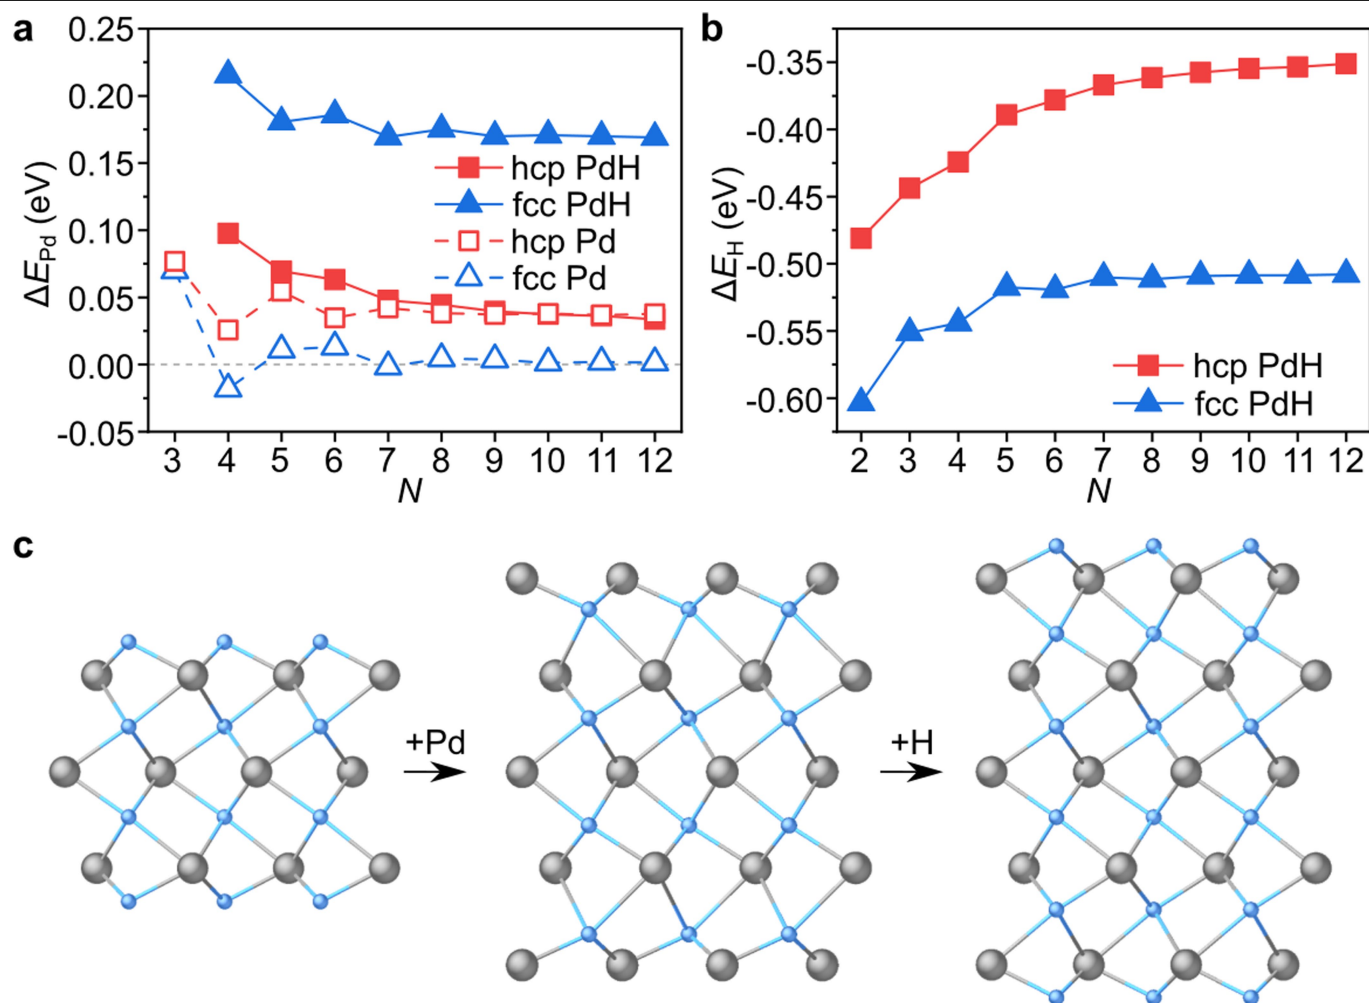 a
0.25
0.20
0.15
0.10
0.05
0.00
-0.05
ΔE_Pd (eV)
hcp PdH
fcc PdH
hcp Pd
fcc Pd
3 4 5 6 7 8 9 10 11 12
N
b
-0.35
-0.40
-0.45
-0.50
-0.55
-0.60
ΔE_H (eV)
hcp PdH
fcc PdH
2 3 4 5 6 7 8 9 10 11 12
N
c
+Pd
+H